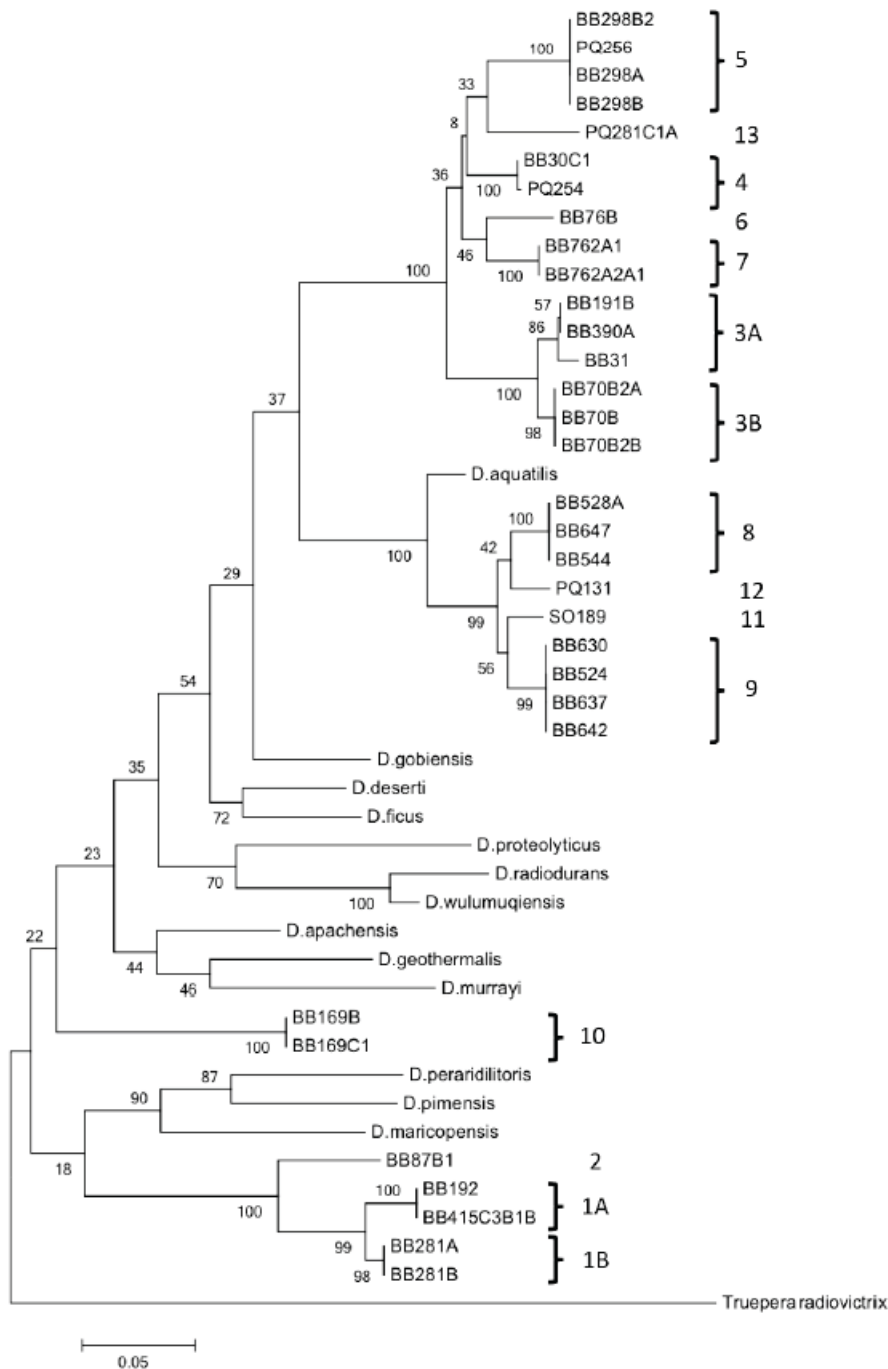 BB298B2
100 PQ256 5
33 BB298A
BB298B
8 PQ281C1A 13
BB30C1
36 100 PQ254 4
BB76B 6
46 BB762A1
100 100 BB762A2A1 7
57 BB191B
86 BB390A 3A
BB31
37 100 BB70B2A
BB70B 3B
98 BB70B2B
D.aquatilis
BB528A
100 BB647 8
42 BB544
100 PQ131 12
29 99 SO189 11
BB630
56 BB524
99 BB637 9
54 BB642
D.gobiensis
35 D.deserti
72 D.ficus
D.proteolyticus
23 70 D.radiodurans
100 D.wulumuqiensis
D.apachensis
22 44 D.geothermalis
46 D.murrayi
BB169B
100 BB169C1 10
87 D.peraridilitoris
90 D.pimensis
D.maricopensis
18 BB87B1 2
100 BB192
100 BB415C3B1B 1A
99 BB281A
98 BB281B 1B
Truepera radiovictrix
0.05